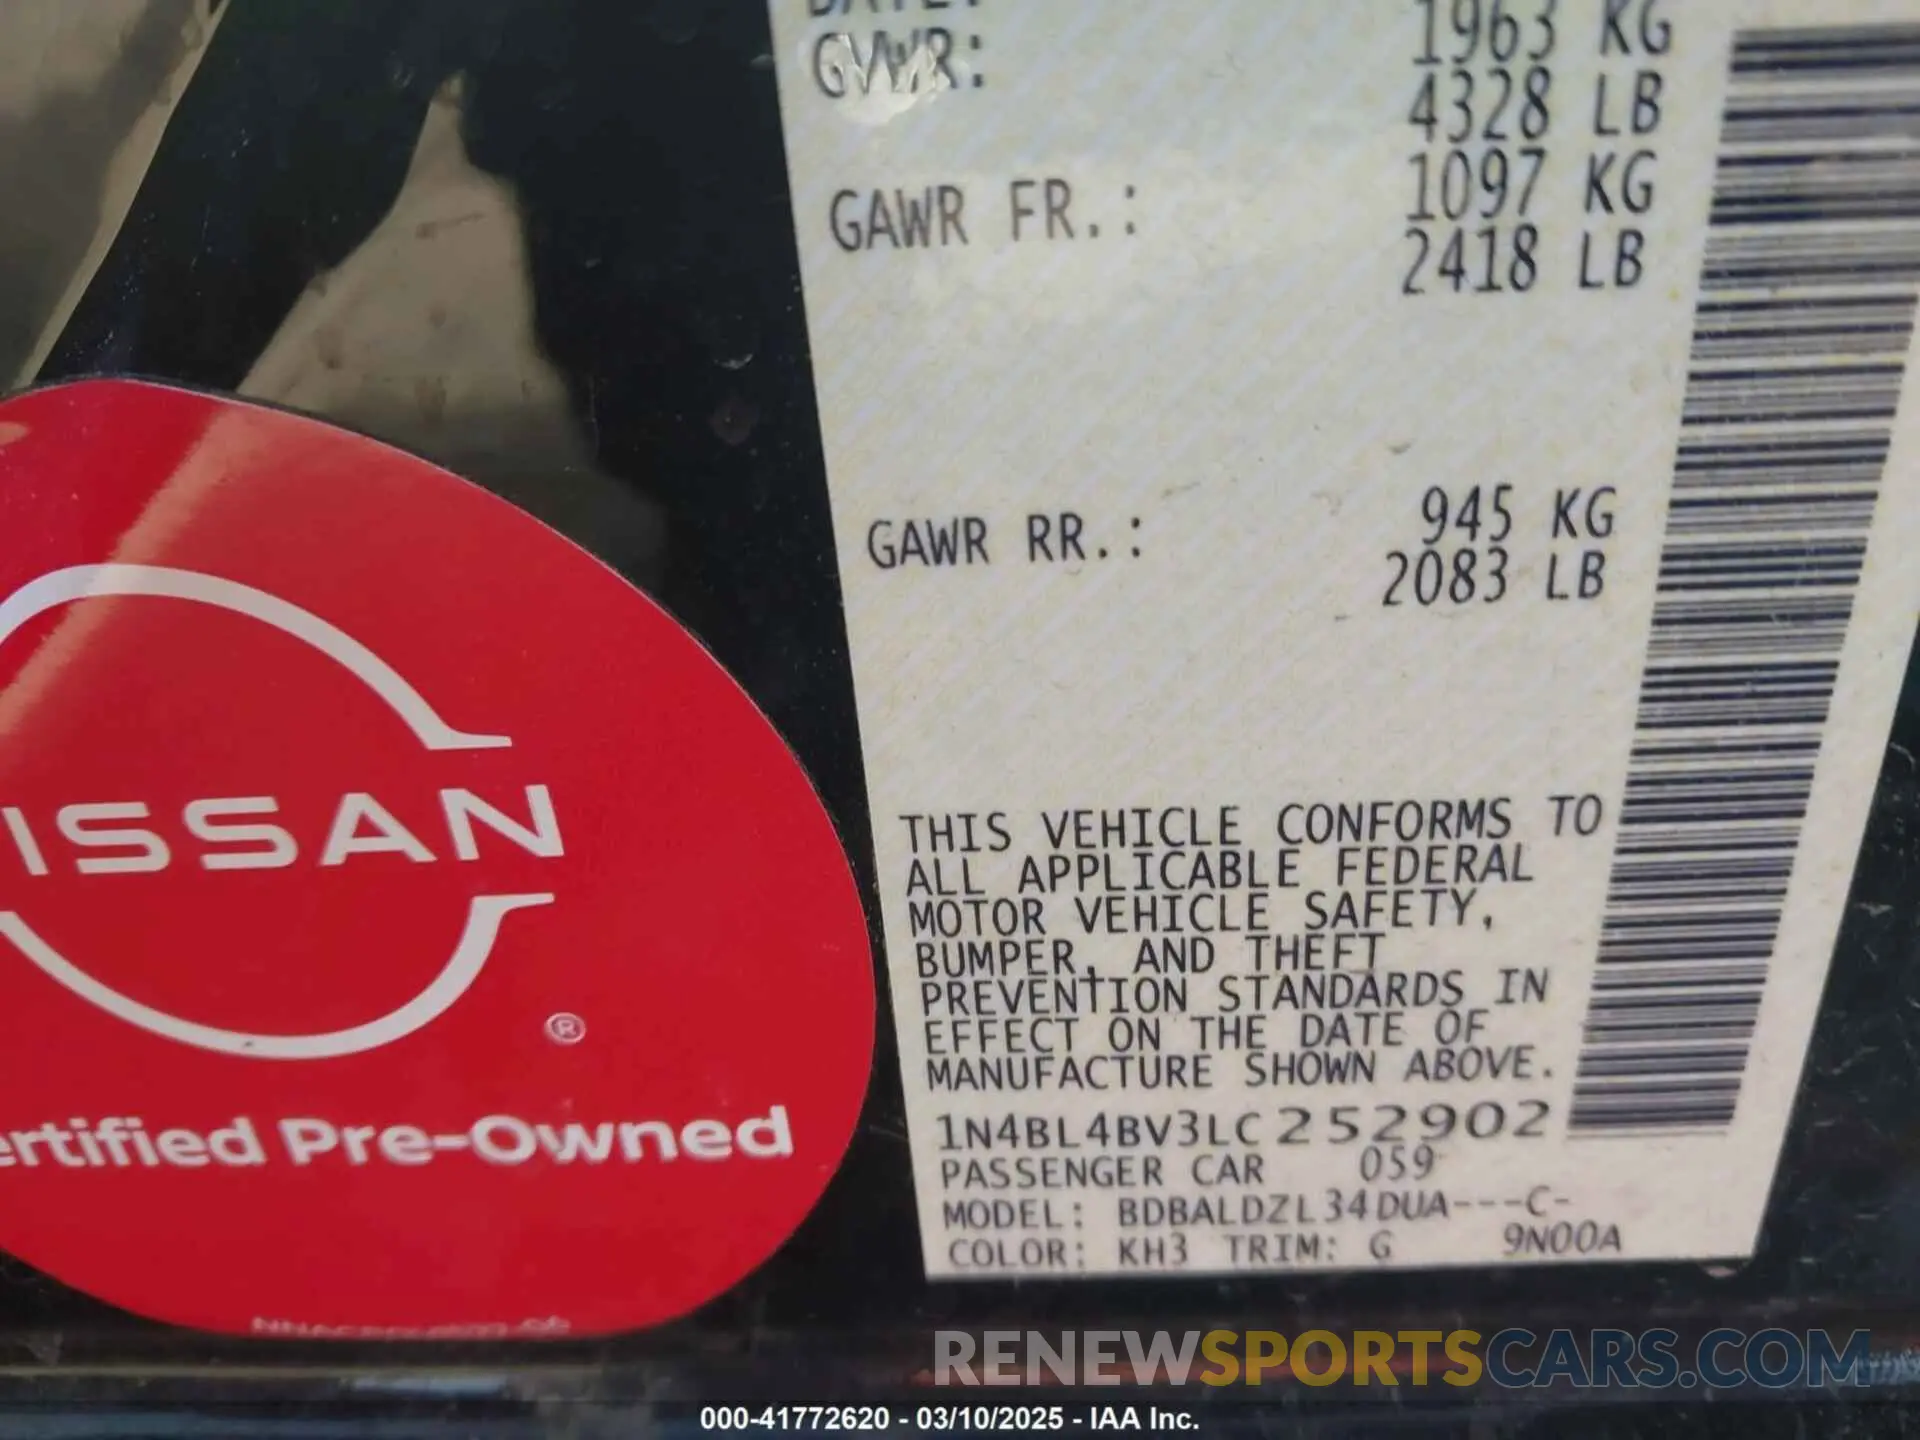 GVWR: 1963 KG
4328 LB
GAWR FR.: 1097 KG
2418 LB
GAWR RR.: 945 KG
2083 LB
THIS VEHICLE CONFORMS TO
ALL APPLICABLE FEDERAL
MOTOR VEHICLE SAFETY,
BUMPER, AND THEFT
PREVENTION STANDARDS IN
EFFECT ON THE DATE OF
MANUFACTURE SHOWN ABOVE.
1N4BL4BV3LC252902
PASSENGER CAR 059
MODEL: BDBALDZL34DUA---C-
COLOR: KH3 TRIM: G 9N00A
ISSAN
®
ertified Pre-Owned
RENEWSPORTSCARS.COM
000-41772620 - 03/10/2025 - IAA Inc.